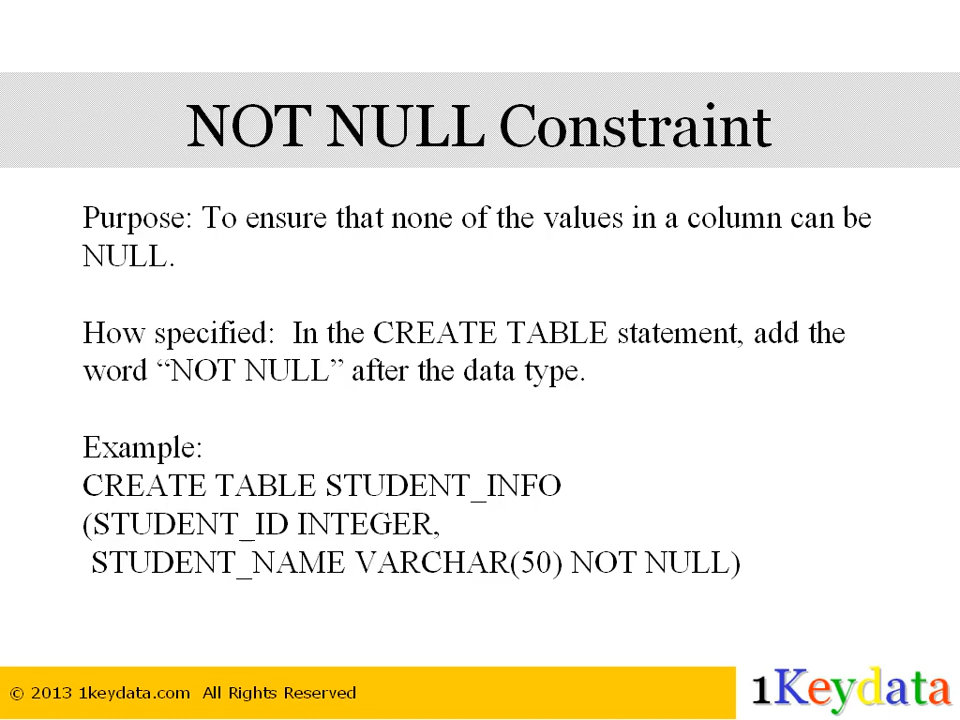 NOT NULL Constraint
Purpose: To ensure that none of the values in a column can be
NULL.
How specified:  In the CREATE TABLE statement, add the
word “NOT NULL” after the data type.
Example:
CREATE TABLE STUDENT_INFO
(STUDENT_ID INTEGER,
 STUDENT_NAME VARCHAR(50) NOT NULL)
© 2013 1keydata.com  All Rights Reserved
1Keydata